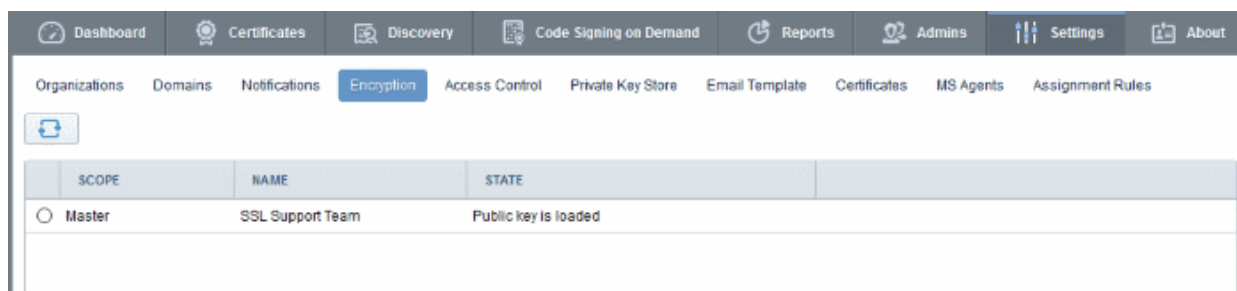 Dashboard Certificates Discovery Code Signing on Demand Reports Admins Settings About
Organizations Domains Notifications Encryption Access Control Private Key Store Email Template Certificates MS Agents Assignment Rules
SCOPE NAME STATE
Master SSL Support Team Public key is loaded